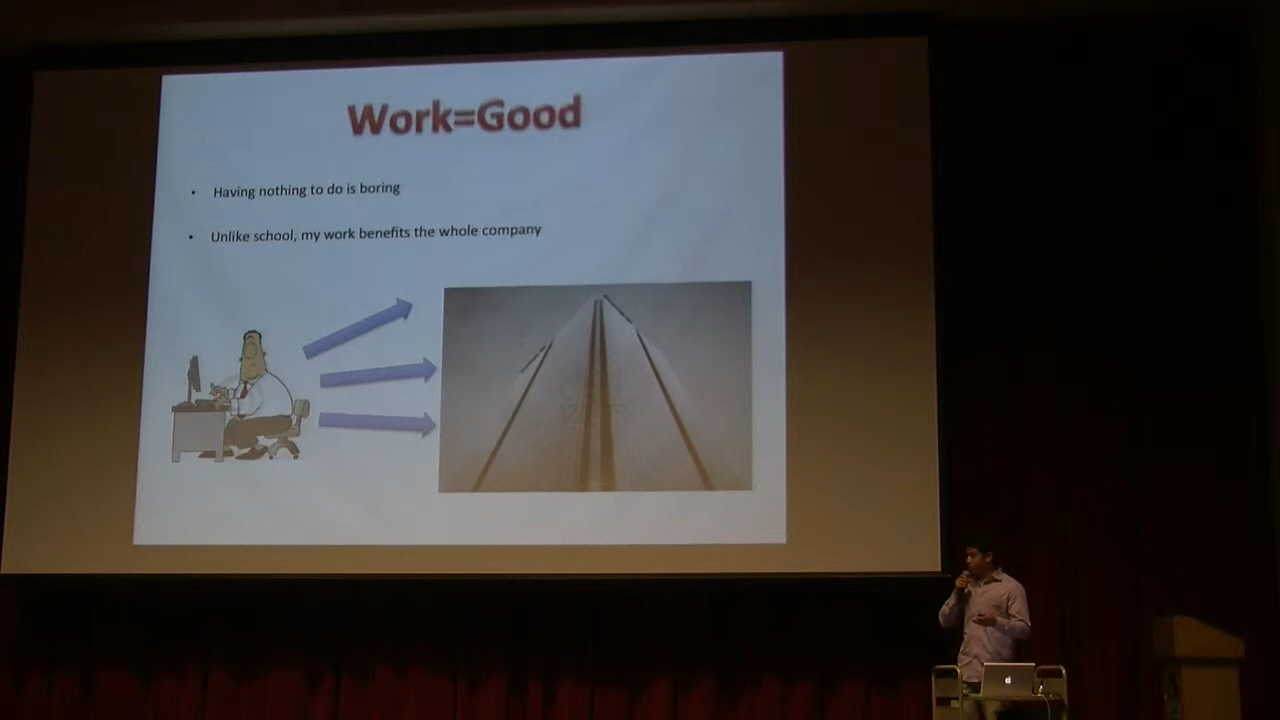 Work=Good
• Having nothing to do is boring
• Unlike school, my work benefits the whole company